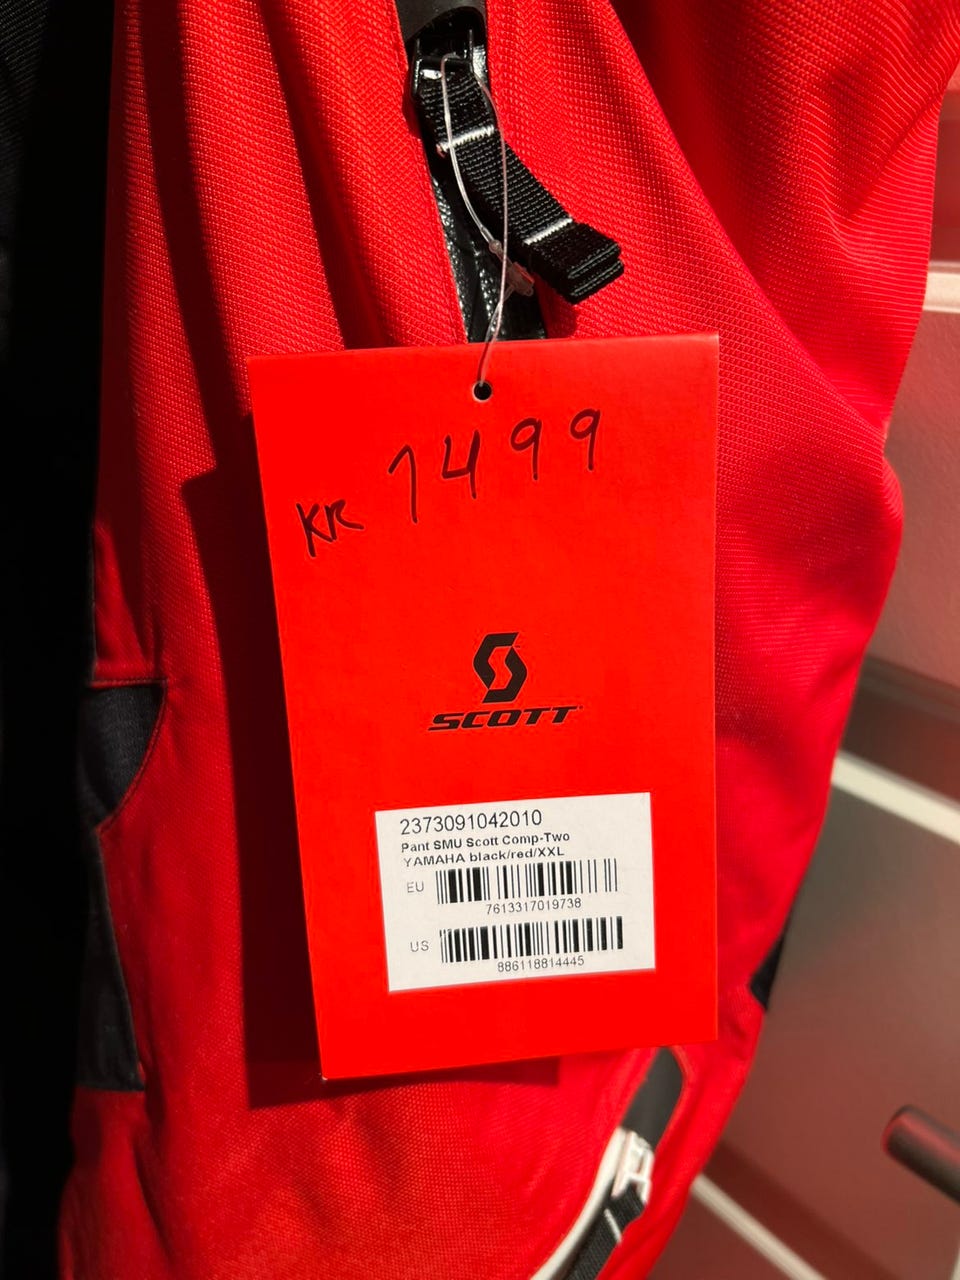 KR 1499
SCOTT
2373091042010
Pant SMU Scott Comp-Two
YAMAHA black/red/XXL
EU
7613317019738
US
886118814445